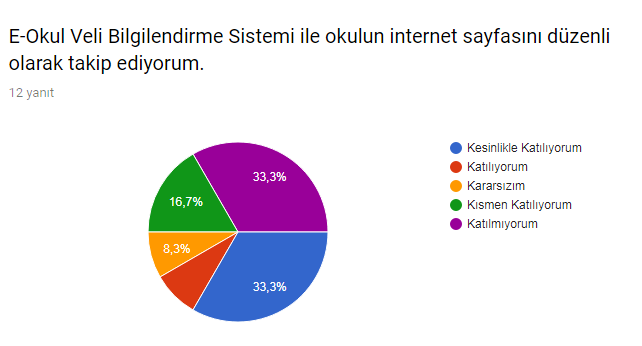 E-Okul Veli Bilgilendirme Sistemi ile okulun internet sayfasını düzenli
olarak takip ediyorum.
12 yanıt
33,3%
16,7%
8,3%
33,3%
Kesinlikle Katılıyorum
Katılıyorum
Kararsızım
Kısmen Katılıyorum
Katılmıyorum